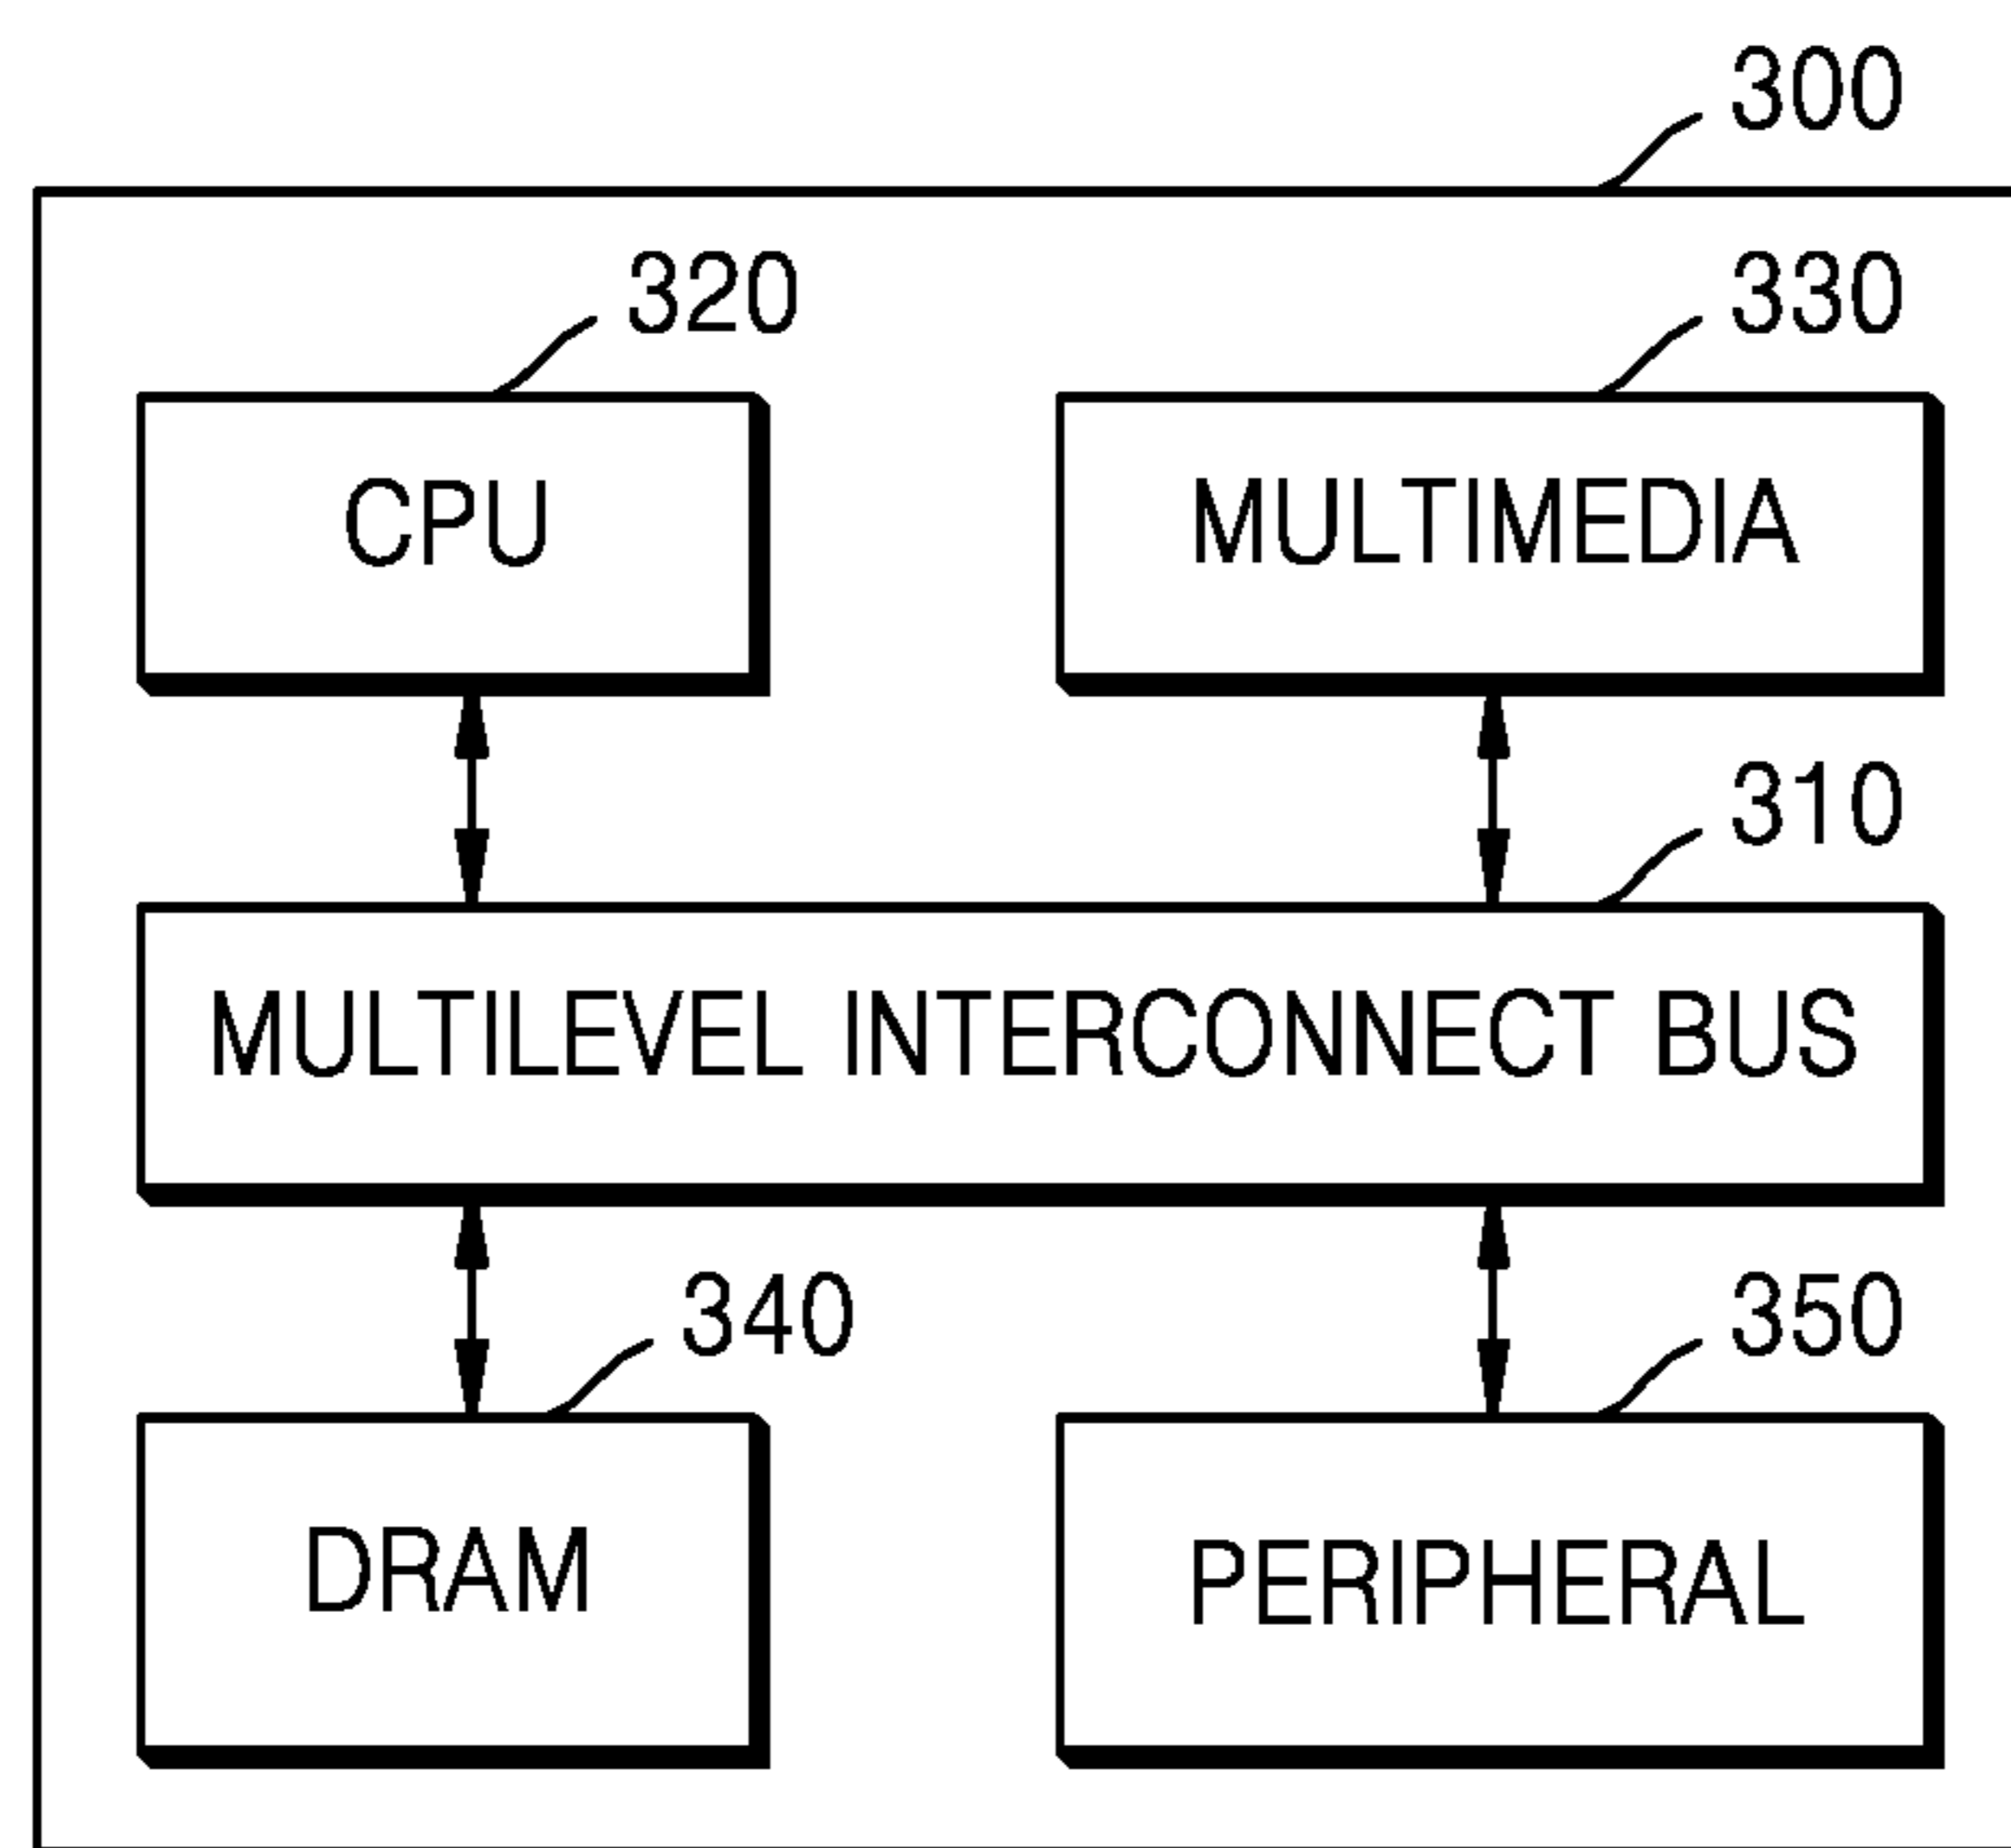 300
320
330
CPU
MULTIMEDIA
310
MULTILEVEL INTERCONNECT BUS
340
350
DRAM
PERIPHERAL